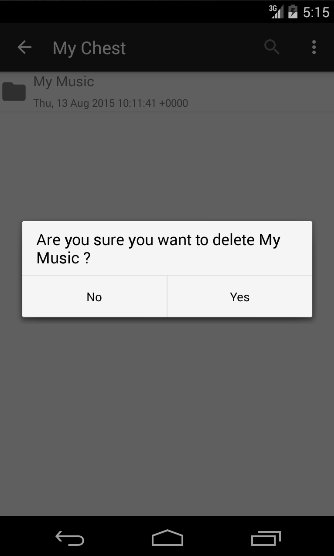 3G 5:15
My Chest
My Music
Thu, 13 Aug 2015 10:11:41 +0000
Are you sure you want to delete My
Music ?
No Yes